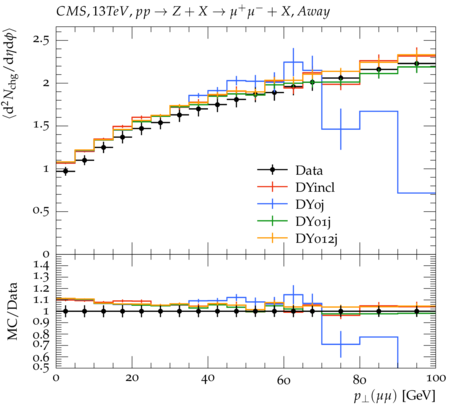 CMS, 13TeV, pp → Z + X → μ⁺μ⁻ + X, Away
⟨d²N_chg/dηdϕ⟩
2.5
2
1.5
1
0.5
0
Data
DYincl
DY0j
DY01j
DY012j
MC/Data
1.4
1.3
1.2
1.1
1
0.9
0.8
0.7
0.6
0.5
0 20 40 60 80 100
p⊥(μμ) [GeV]